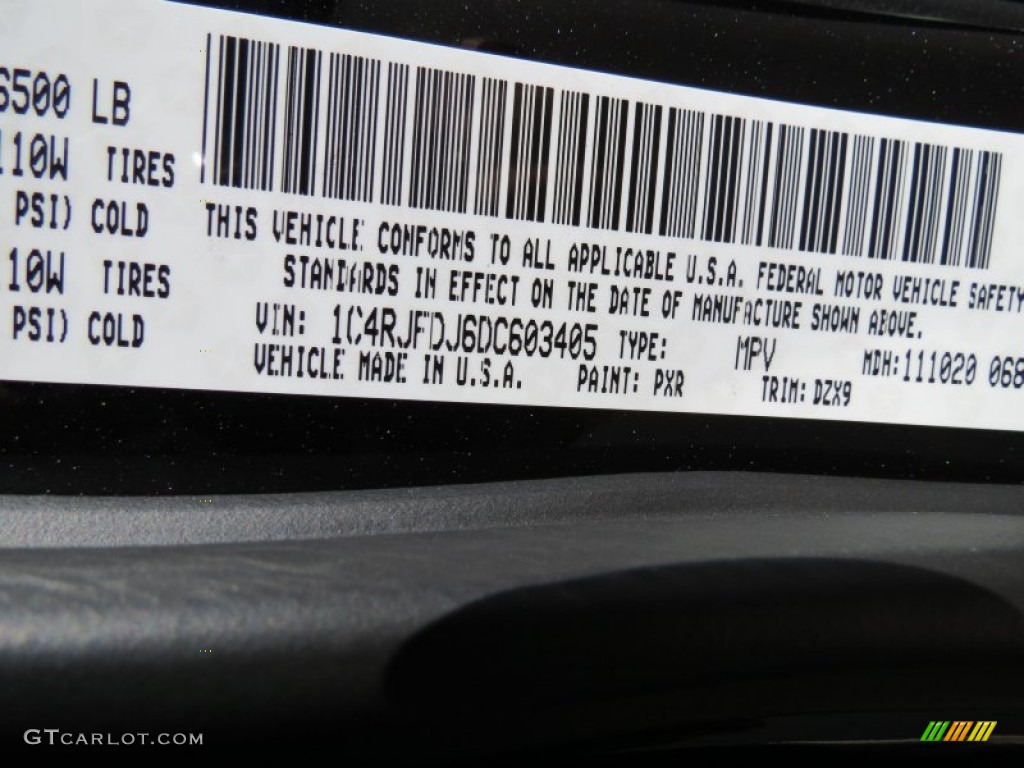 6500 LB
110W TIRES
PSI) COLD
110W TIRES
PSI) COLD
THIS VEHICLE CONFORMS TO ALL APPLICABLE U.S.A. FEDERAL MOTOR VEHICLE SAFETY
STANDARDS IN EFFECT ON THE DATE OF MANUFACTURE SHOWN ABOVE.
VIN: 1C4RJFDJ6DC603405 TYPE: MPV MDH:111020 068
VEHICLE MADE IN U.S.A. PAINT: PXR TRIM: DZX9
GTCARLOT.COM